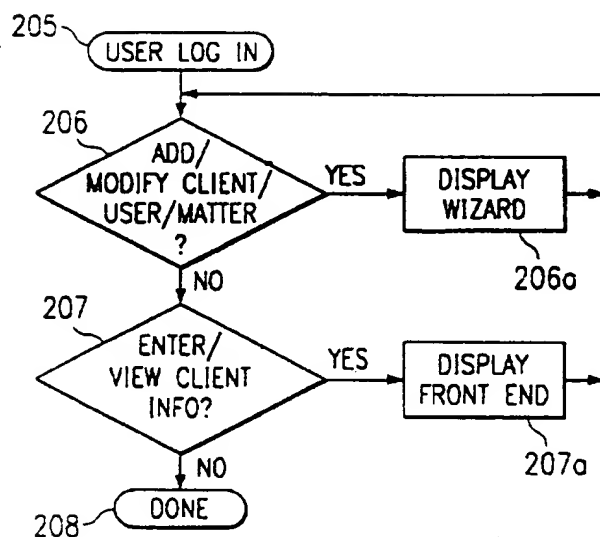 205
USER LOG IN
206
ADD/
MODIFY CLIENT/
USER/MATTER
?
YES
DISPLAY
WIZARD
206a
NO
207
ENTER/
VIEW CLIENT
INFO?
YES
DISPLAY
FRONT END
207a
NO
208
DONE